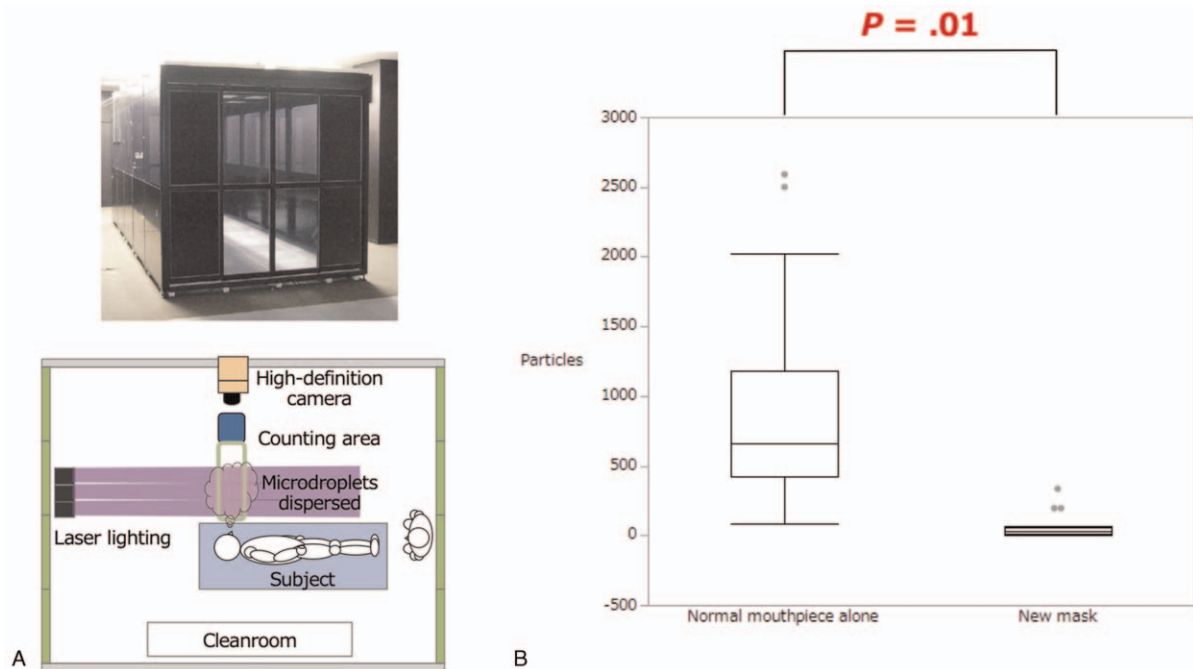 High-definition
camera
Counting area
Microdroplets
dispersed
Laser lighting
Subject
Cleanroom
A
P = .01
3000
2500
2000
1500
1000
500
0
-500
Particles
Normal mouthpiece alone
New mask
B